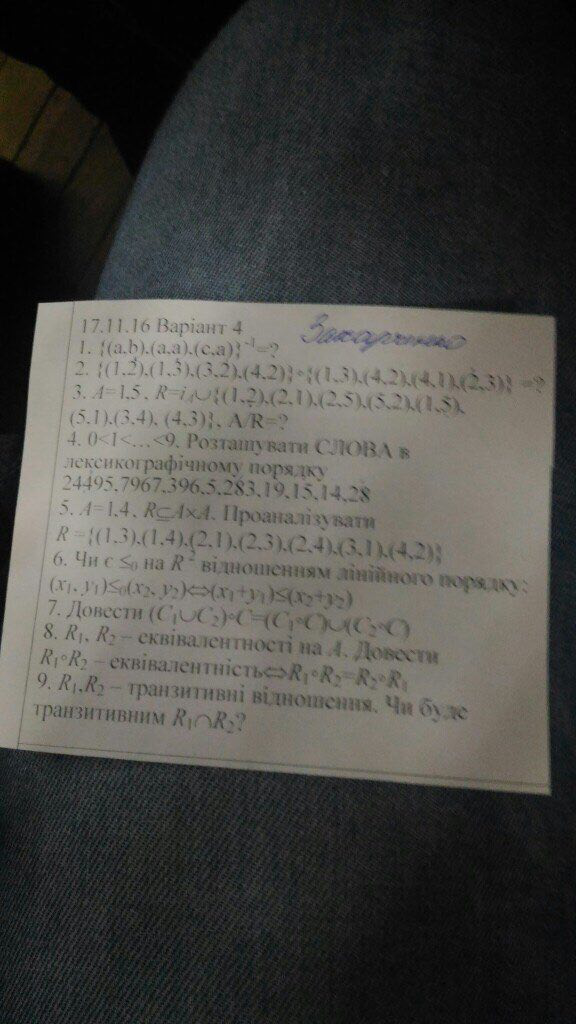 17.11.16 Варіант 4 Захарченко
1. {(a,b),(a,a),(c,a)}⁻¹=?
2. {(1,2),(1,3),(3,2),(4,2)}∘{(1,3),(4,2),(4,1),(2,3)} =?
3. A=1,5 , R=i_A∪{(1,2),(2,1),(2,5),(5,2),(1,5),
(5,1),(3,4), (4,3)}, A/R=?
4. 0<1<…<9. Розташувати СЛОВА в
лексикографічному порядку
24495,7967,396,5,283,19,15,14,28
5. A=1,4 , R⊆A×A. Проаналізувати
R ={(1,3),(1,4),(2,1),(2,3),(2,4),(3,1),(4,2)}
6. Чи є ≤₀ на R² відношенням лінійного порядку:
(x₁, y₁)≤₀(x₂, y₂)⇔(x₁+y₁)≤(x₂+y₂)
7. Довести (C₁∪C₂)∘C=(C₁∘C)∪(C₂∘C)
8. R₁, R₂ – еквівалентності на A. Довести
R₁∘R₂ – еквівалентність⇔R₁∘R₂=R₂∘R₁
9. R₁,R₂ – транзитивні відношення. Чи буде
транзитивним R₁∩R₂?